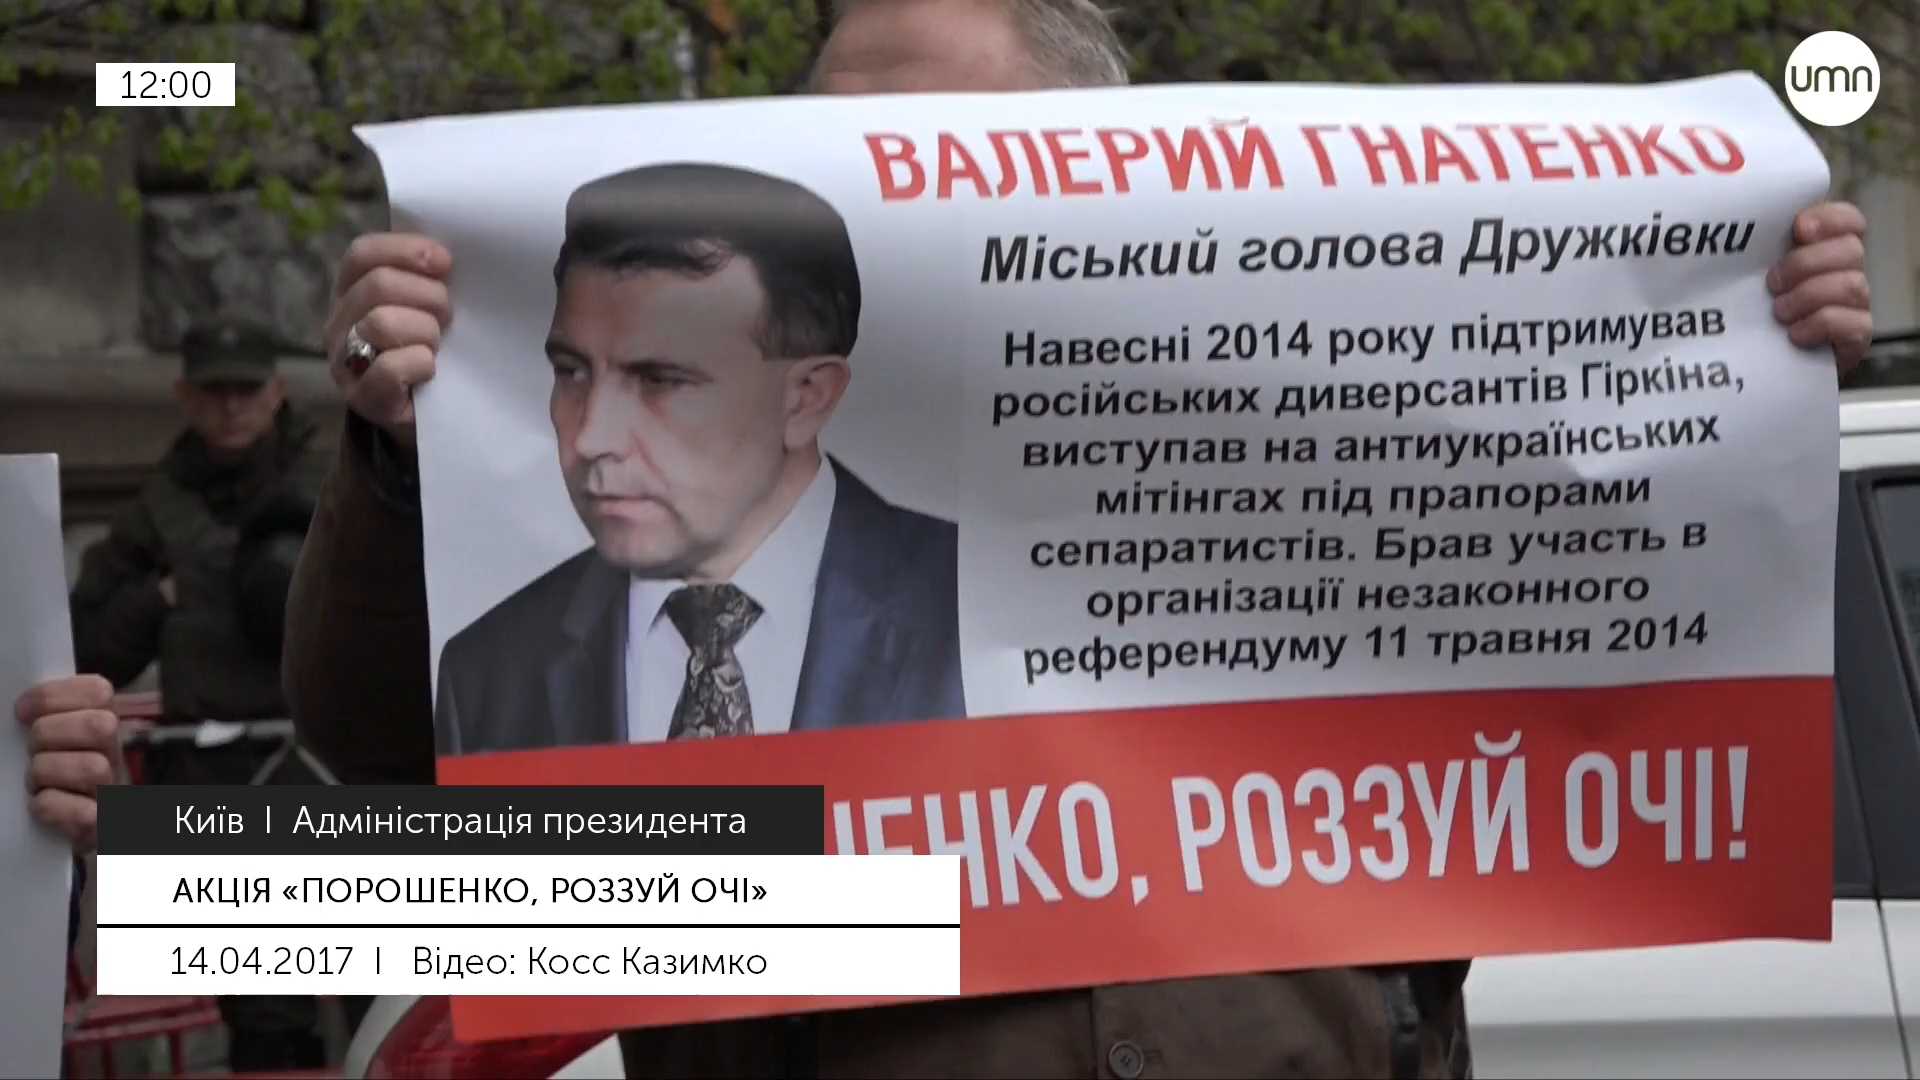 12:00
umn
ВАЛЕРИЙ ГНАТЕНКО
Міський голова Дружківки
Навесні 2014 року підтримував
російських диверсантів Гіркіна,
виступав на антиукраїнських
мітінгах під прапорами
сепаратистів. Брав участь в
організації незаконного
референдуму 11 травня 2014
ЕНКО, РОЗЗУЙ ОЧІ!
Київ | Адміністрація президента
АКЦІЯ «ПОРОШЕНКО, РОЗЗУЙ ОЧІ»
14.04.2017 | Відео: Косс Казимко